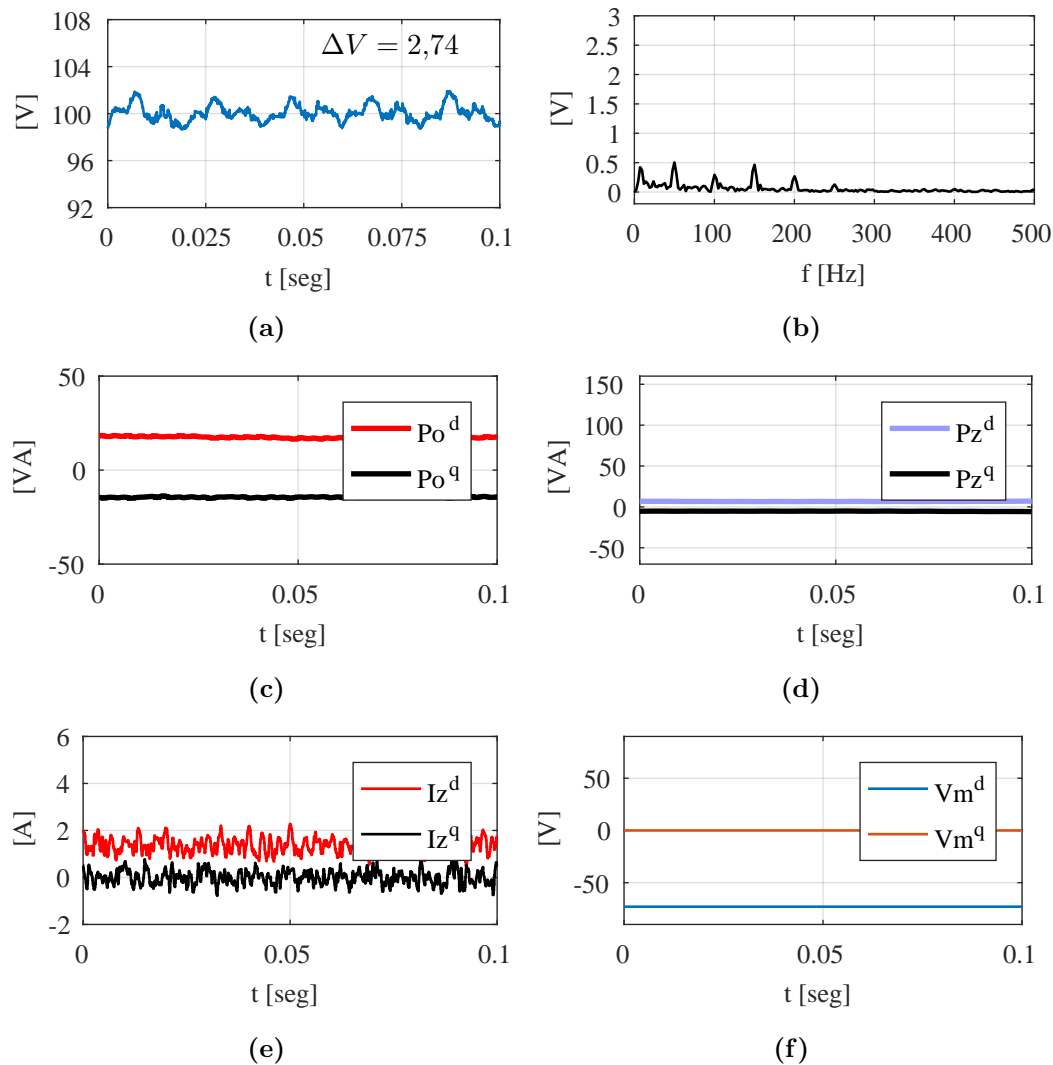 108
104
100
96
92
[V]
ΔV = 2,74
0 0.025 0.05 0.075 0.1
t [seg]
(a)
3
2.5
2
1.5
1
0.5
0
[V]
0 100 200 300 400 500
f [Hz]
(b)
50
0
-50
[VA]
Po^d
Po^q
0 0.05 0.1
t [seg]
(c)
150
100
50
0
-50
[VA]
Pz^d
Pz^q
0 0.05 0.1
t [seg]
(d)
6
4
2
0
-2
[A]
Iz^d
Iz^q
0 0.05 0.1
t [seg]
(e)
50
0
-50
[V]
Vm^d
Vm^q
0 0.05 0.1
t [seg]
(f)